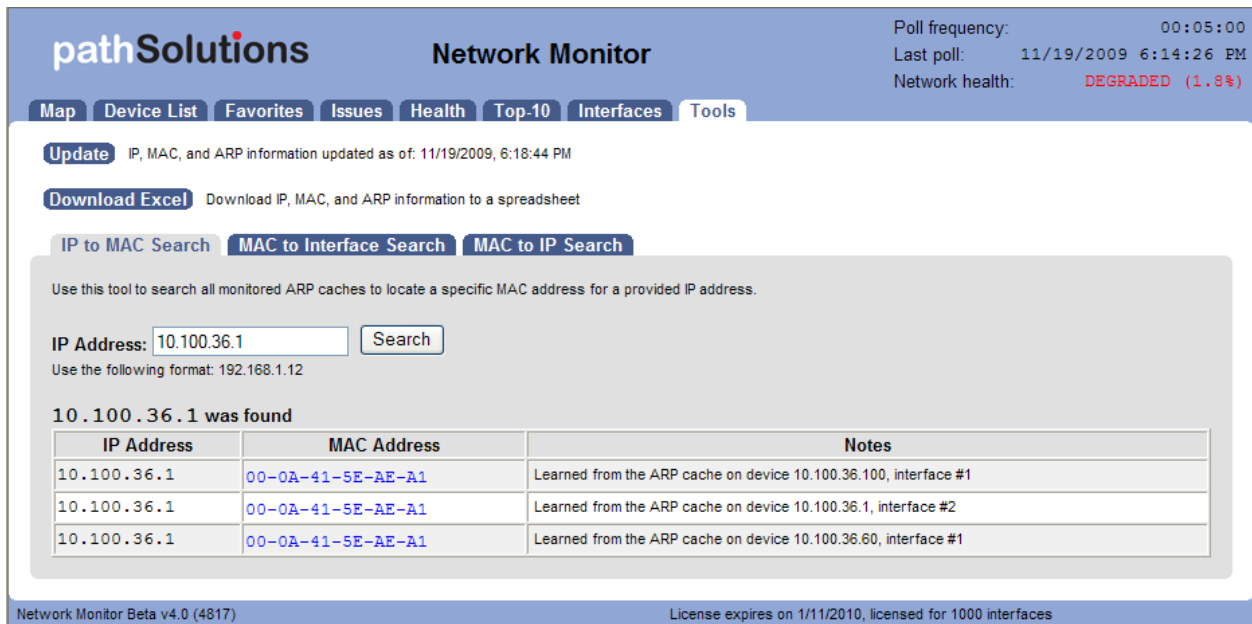 pathSolutions
Network Monitor
Poll frequency: 00:05:00
Last poll: 11/19/2009 6:14:26 PM
Network health: DEGRADED (1.8%)
Map Device List Favorites Issues Health Top-10 Interfaces Tools
Update IP, MAC, and ARP information updated as of: 11/19/2009, 6:18:44 PM
Download Excel Download IP, MAC, and ARP information to a spreadsheet
IP to MAC Search MAC to Interface Search MAC to IP Search
Use this tool to search all monitored ARP caches to locate a specific MAC address for a provided IP address.
IP Address: 10.100.36.1 Search
Use the following format: 192.168.1.12
10.100.36.1 was found
IP Address MAC Address Notes
10.100.36.1 00-0A-41-5E-AE-A1 Learned from the ARP cache on device 10.100.36.100, interface #1
10.100.36.1 00-0A-41-5E-AE-A1 Learned from the ARP cache on device 10.100.36.1, interface #2
10.100.36.1 00-0A-41-5E-AE-A1 Learned from the ARP cache on device 10.100.36.60, interface #1
Network Monitor Beta v4.0 (4817) License expires on 1/11/2010, licensed for 1000 interfaces